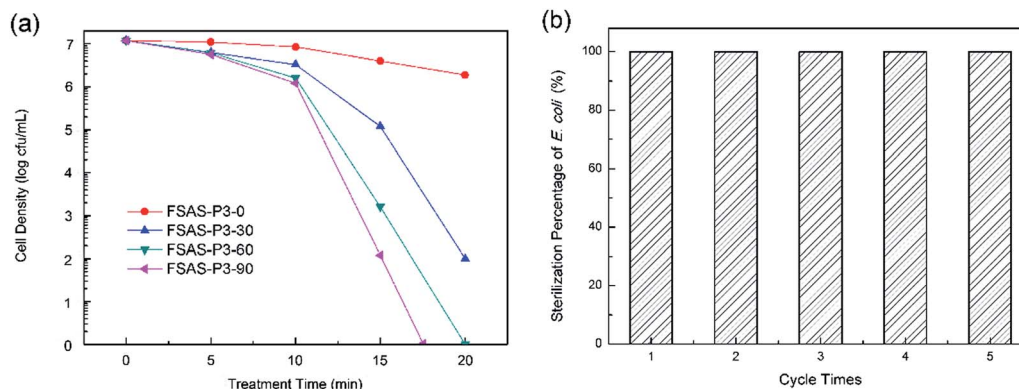 (a)
7
6
5
4
3
2
1
0
Cell Density (log cfu/mL)
FSAS-P3-0
FSAS-P3-30
FSAS-P3-60
FSAS-P3-90
0 5 10 15 20
Treatment Time (min)
(b)
100
80
60
40
20
0
Sterilization Percentage of E. coli (%)
1 2 3 4 5
Cycle Times